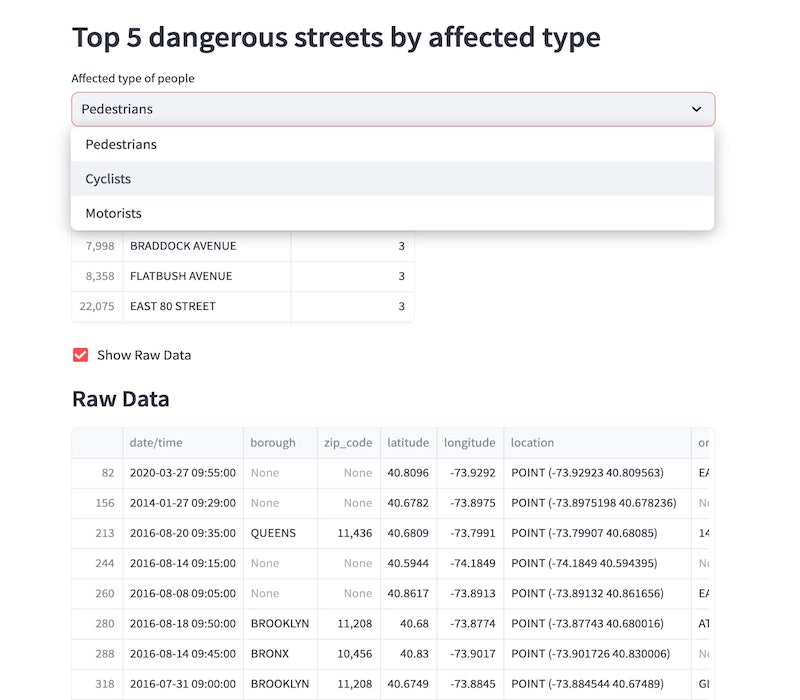 Top 5 dangerous streets by affected type
Affected type of people
Pedestrians
Pedestrians
Cyclists
Motorists
7,998 BRADDOCK AVENUE 3
8,358 FLATBUSH AVENUE 3
22,075 EAST 80 STREET 3
Show Raw Data
Raw Data
date/time borough zip_code latitude longitude location
82 2020-03-27 09:55:00 None None 40.8096 -73.9292 POINT (-73.92923 40.809563)
156 2014-01-27 09:29:00 None None 40.6782 -73.8975 POINT (-73.8975198 40.678236)
213 2016-08-20 09:35:00 QUEENS 11,436 40.6809 -73.7991 POINT (-73.79907 40.68085) 14
244 2016-08-14 09:15:00 None None 40.5944 -74.1849 POINT (-74.1849 40.594395)
260 2016-08-08 09:05:00 None None 40.8617 -73.8913 POINT (-73.89132 40.861656)
280 2016-08-18 09:50:00 BROOKLYN 11,208 40.68 -73.8774 POINT (-73.87743 40.680016)
288 2016-08-14 09:45:00 BRONX 10,456 40.83 -73.9017 POINT (-73.901726 40.830006)
318 2016-07-31 09:00:00 BROOKLYN 11,208 40.6749 -73.8845 POINT (-73.884544 40.67489)